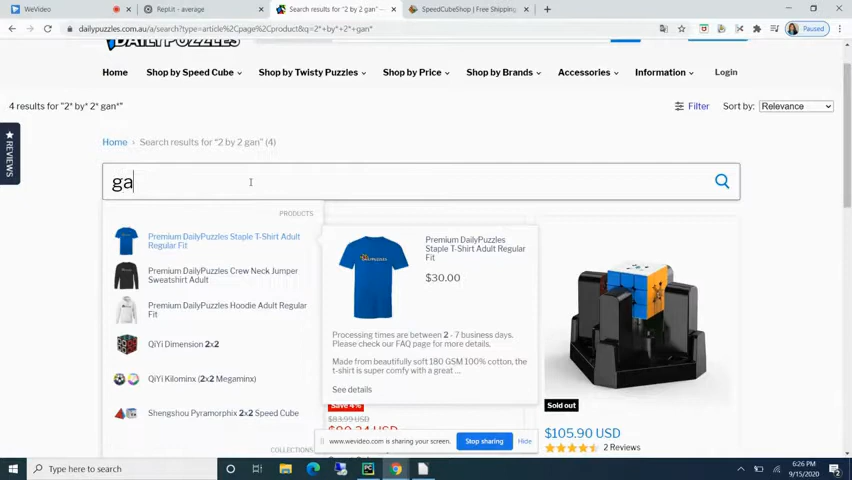 WeVideo
Repl.it - average
Search results for "2 by 2 gan"
SpeedCubeShop | Free Shipping
dailypuzzles.com.au/a/search?type=article%2Cpage%2Cproduct&q=2*+by*+2*+gan*
Paused
DAILYPUZZLES
Home
Shop by Speed Cube
Shop by Twisty Puzzles
Shop by Price
Shop by Brands
Accessories
Information
Login
4 results for "2* by* 2* gan*"
Filter
Sort by:
Relevance
★ REVIEWS
Home › Search results for "2 by 2 gan" (4)
ga
PRODUCTS
Premium DailyPuzzles Staple T-Shirt Adult
Regular Fit
Premium DailyPuzzles Crew Neck Jumper
Sweatshirt Adult
Premium DailyPuzzles Hoodie Adult Regular
Fit
QiYi Dimension 2x2
QiYi Kilominx (2x2 Megaminx)
Shengshou Pyramorphix 2x2 Speed Cube
COLLECTIONS
Premium DailyPuzzles
Staple T-Shirt Adult Regular
Fit
$30.00
Processing times are between 2 - 7 business days.
Please check our FAQ page for more details.
Made from beautifully soft 180 GSM 100% cotton, the
t-shirt is super comfy with a great ....
See details
Save 4%
$83.99 USD
Sold out
$105.90 USD
2 Reviews
www.wevideo.com is sharing your screen.
Stop sharing
Hide
Type here to search
6:26 PM
9/15/2020